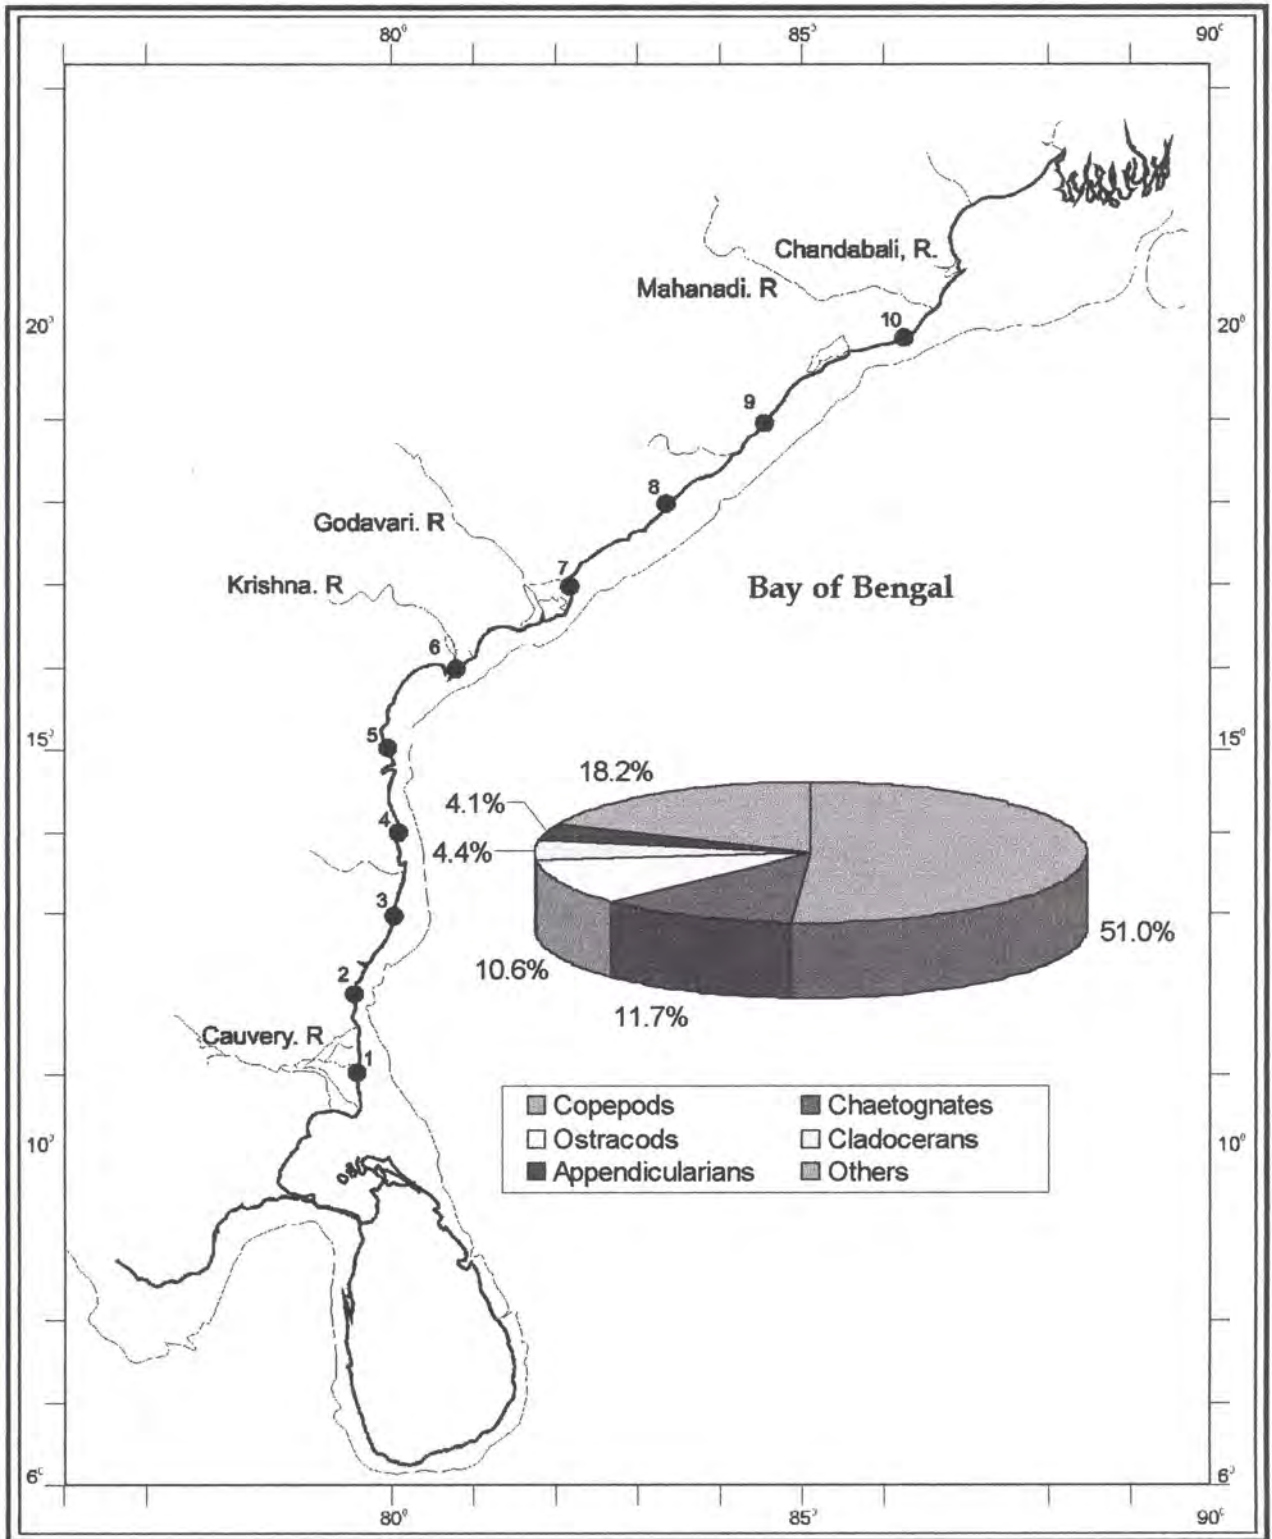 80° 85° 90°
Chandabali, R.
Mahanadi. R
20° 10 20°
9
8
Godavari. R
7
Krishna. R Bay of Bengal
6
15° 5 15°
18.2%
4.1%
4
4.4%
3
51.0%
2 10.6%
11.7%
Cauvery. R
1
Copepods Chaetognates
Ostracods Cladocerans
10° 10°
Appendicularians Others
6° 6°
80° 85° 90°